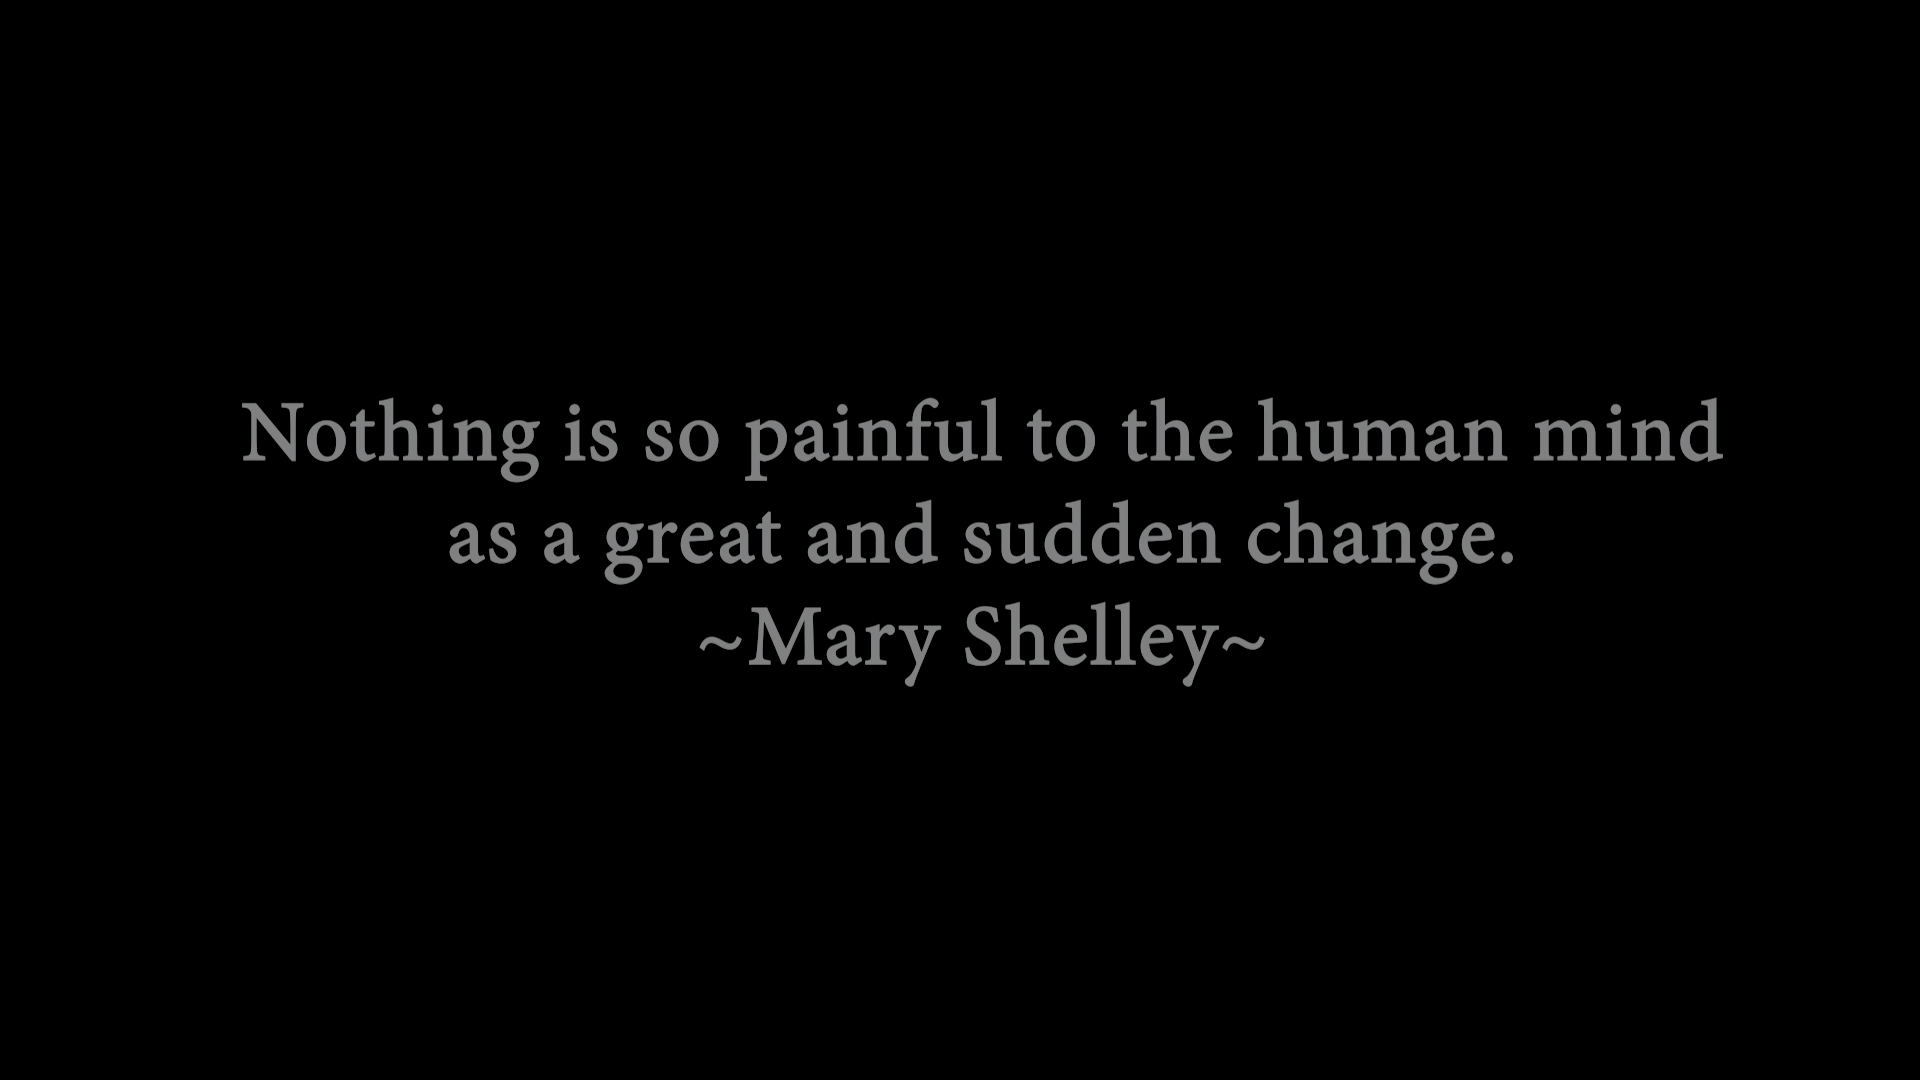 Nothing is so painful to the human mind
as a great and sudden change.
~Mary Shelley~